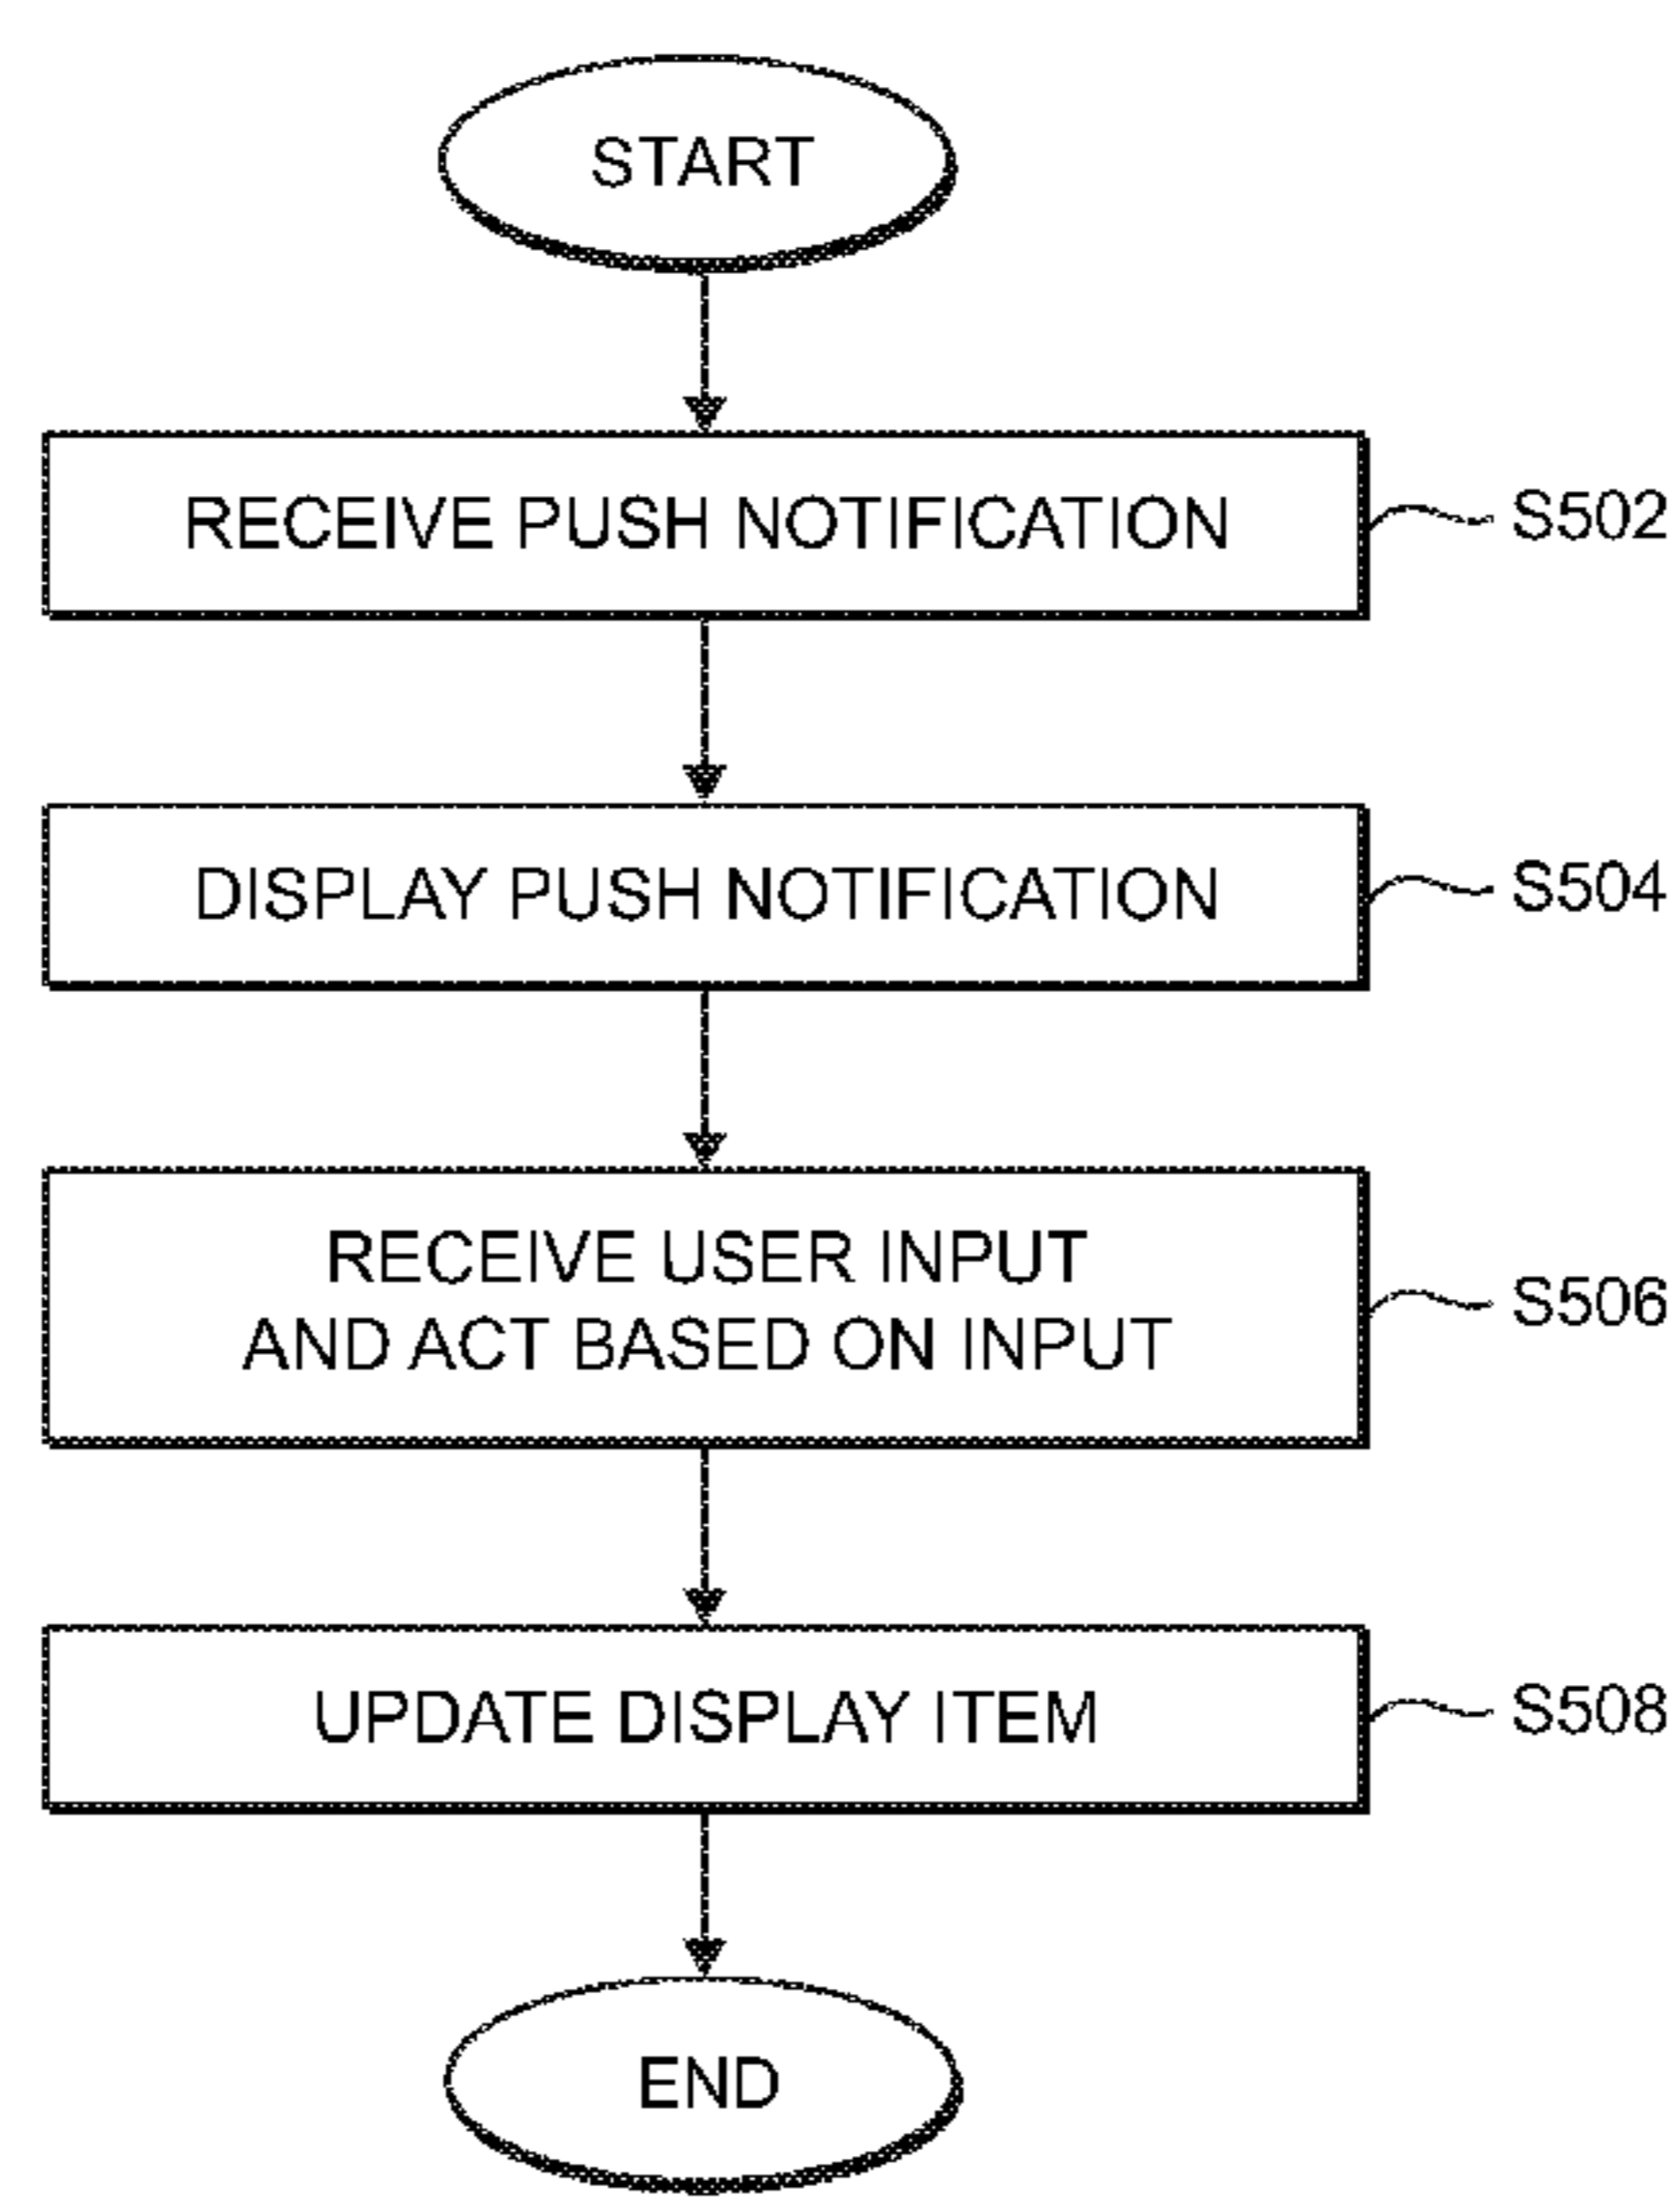 START
RECEIVE PUSH NOTIFICATION
S502
DISPLAY PUSH NOTIFICATION
S504
RECEIVE USER INPUT
AND ACT BASED ON INPUT
S506
UPDATE DISPLAY ITEM
S508
END